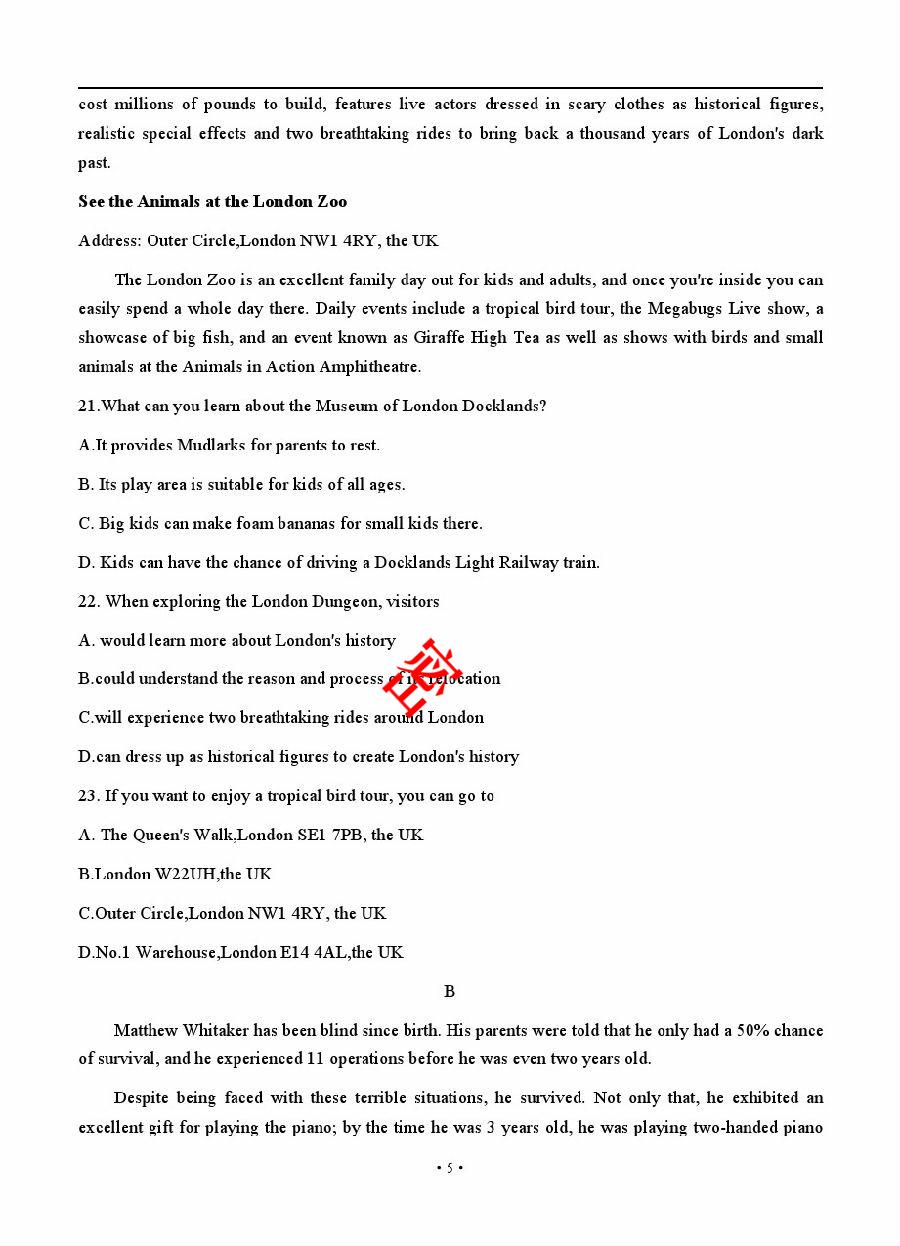 cost millions of pounds to build, features live actors dressed in scary clothes as historical figures,
realistic special effects and two breathtaking rides to bring back a thousand years of London's dark
past.
See the Animals at the London Zoo
Address: Outer Circle,London NW1 4RY, the UK
The London Zoo is an excellent family day out for kids and adults, and once you're inside you can
easily spend a whole day there. Daily events include a tropical bird tour, the Megabugs Live show, a
showcase of big fish, and an event known as Giraffe High Tea as well as shows with birds and small
animals at the Animals in Action Amphitheatre.
21.What can you learn about the Museum of London Docklands?
A.It provides Mudlarks for parents to rest.
B. Its play area is suitable for kids of all ages.
C. Big kids can make foam bananas for small kids there.
D. Kids can have the chance of driving a Docklands Light Railway train.
22. When exploring the London Dungeon, visitors
A. would learn more about London's history
B.could understand the reason and process of its relocation
密
C.will experience two breathtaking rides around London
D.can dress up as historical figures to create London's history
23. If you want to enjoy a tropical bird tour, you can go to
A. The Queen's Walk,London SE1 7PB, the UK
B.London W22UH,the UK
C.Outer Circle,London NW1 4RY, the UK
D.No.1 Warehouse,London E14 4AL,the UK
B
Matthew Whitaker has been blind since birth. His parents were told that he only had a 50% chance
of survival, and he experienced 11 operations before he was even two years old.
Despite being faced with these terrible situations, he survived. Not only that, he exhibited an
excellent gift for playing the piano; by the time he was 3 years old, he was playing two-handed piano
• 5 •